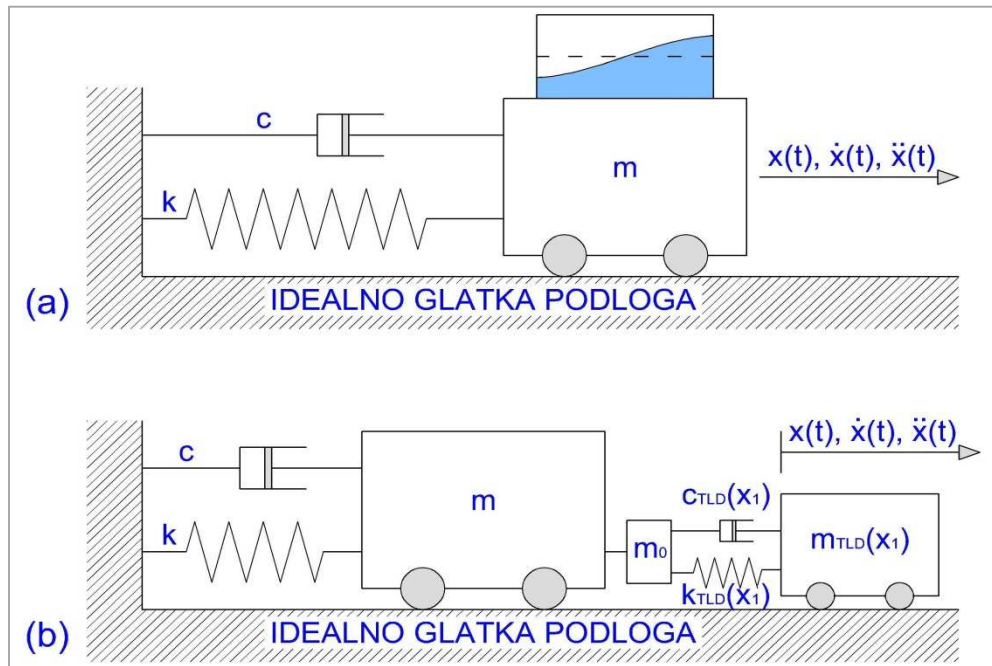 c
x(t), ẋ(t), ẍ(t)
m
k
(a)
IDEALNO GLATKA PODLOGA
x(t), ẋ(t), ẍ(t)
c
cTLD(x₁)
m
k
m₀
mTLD(x₁)
kTLD(x₁)
(b)
IDEALNO GLATKA PODLOGA